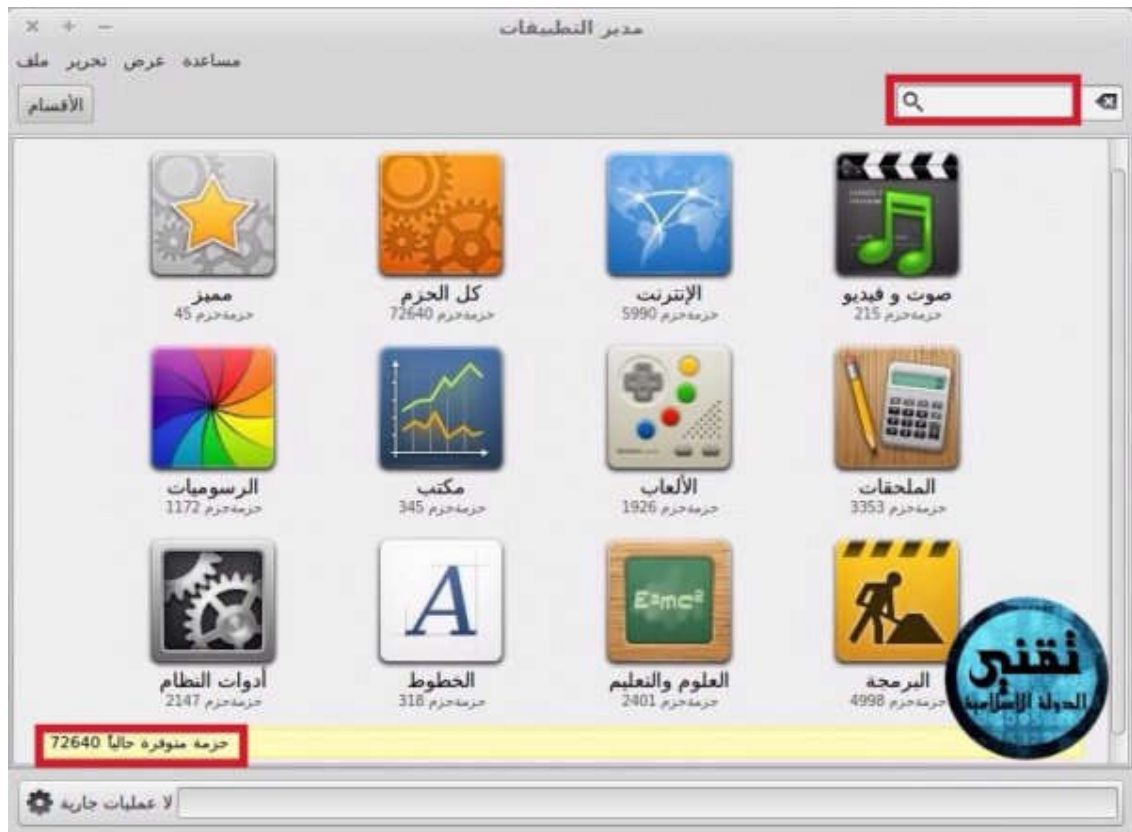 مدير التطبيقات
ملف تحرير عرض مساعدة
الأقسام
مميز
حزمةحزم 45
كل الحزم
حزمةحزم 72640
الإنترنت
حزمةحزم 5990
صوت و فيديو
حزمةحزم 215
الرسوميات
حزمةحزم 1172
مكتب
حزمةحزم 345
الألعاب
حزمةحزم 1926
الملحقات
حزمةحزم 3353
أدوات النظام
حزمةحزم 2147
A
الخطوط
حزمةحزم 318
E=mc²
العلوم والتعليم
حزمةحزم 2401
البرمجة
حزمةحزم 4998
تقني
الدولة الإسلامية
حزمة متوفرة حالياً 72640
لا عمليات جارية